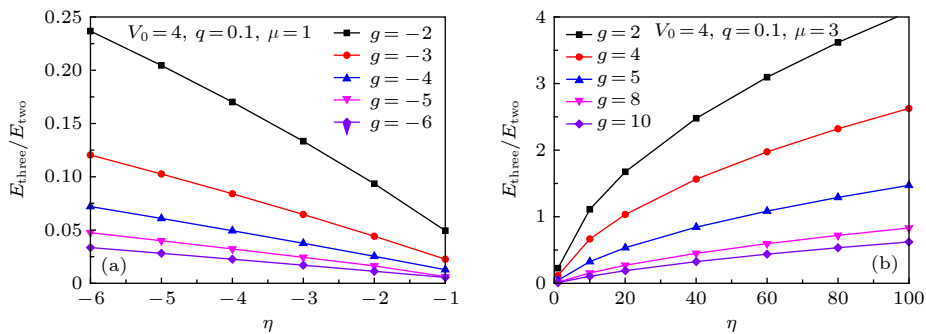 V₀=4, q=0.1, μ=1
g=−2
g=−3
g=−4
g=−5
g=−6
0.25
0.20
0.15
0.10
0.05
0
E_three/E_two
(a)
−6 −5 −4 −3 −2 −1
η
V₀=4, q=0.1, μ=3
g=2
g=4
g=5
g=8
g=10
4
3
2
1
0
E_three/E_two
(b)
0 20 40 60 80 100
η